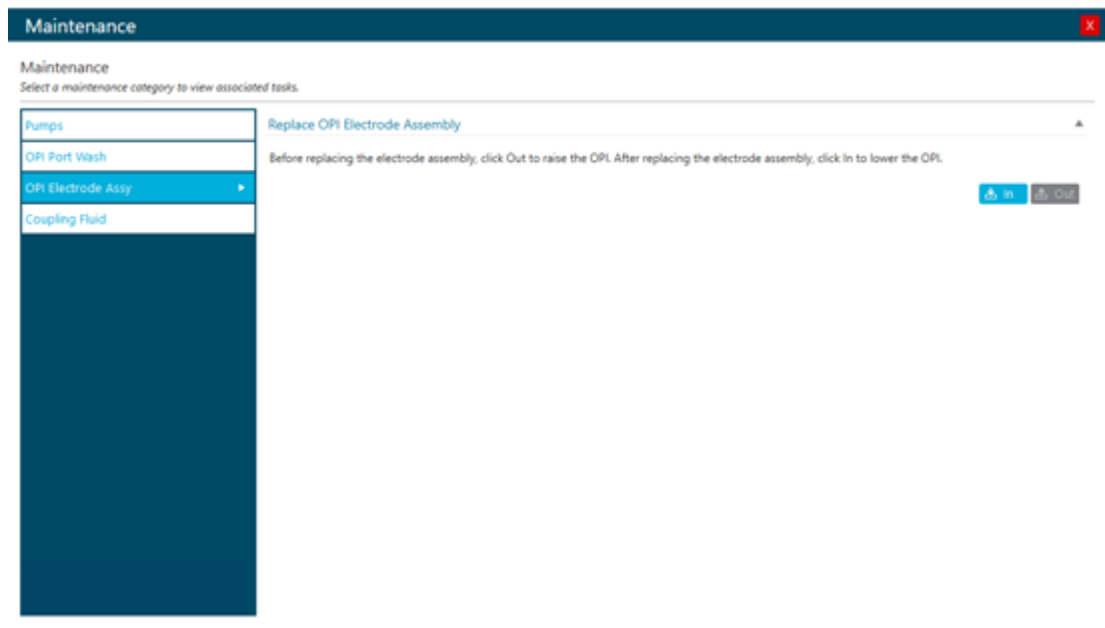 Maintenance
X
Maintenance
Select a maintenance category to view associated tasks.
Pumps
OPI Port Wash
OPI Electrode Assy
Coupling Fluid
Replace OPI Electrode Assembly
Before replacing the electrode assembly, click Out to raise the OPI. After replacing the electrode assembly, click In to lower the OPI.
In Out